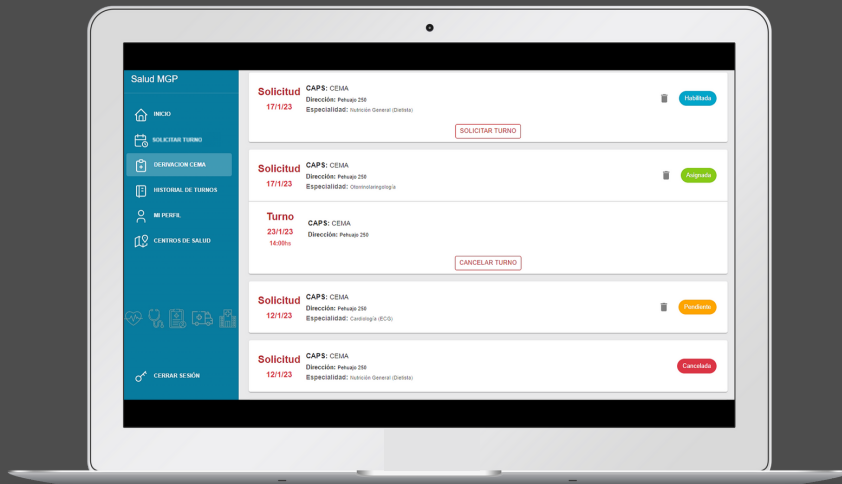 Salud MGP
INICIO
SOLICITAR TURNO
DERIVACION CEMA
HISTORIAL DE TURNOS
MI PERFIL
CENTROS DE SALUD
CERRAR SESIÓN
Solicitud
17/1/23
CAPS: CEMA
Dirección: Pehuajo 250
Especialidad: Nutrición General (Dietista)
Habilitada
SOLICITAR TURNO
Solicitud
17/1/23
CAPS: CEMA
Dirección: Pehuajo 250
Especialidad: Otorrinolaringología
Asignada
Turno
23/1/23
14:00hs
CAPS: CEMA
Dirección: Pehuajo 250
CANCELAR TURNO
Solicitud
12/1/23
CAPS: CEMA
Dirección: Pehuajo 250
Especialidad: Cardiología (ECG)
Pendiente
Solicitud
12/1/23
CAPS: CEMA
Dirección: Pehuajo 250
Especialidad: Nutrición General (Dietista)
Cancelada